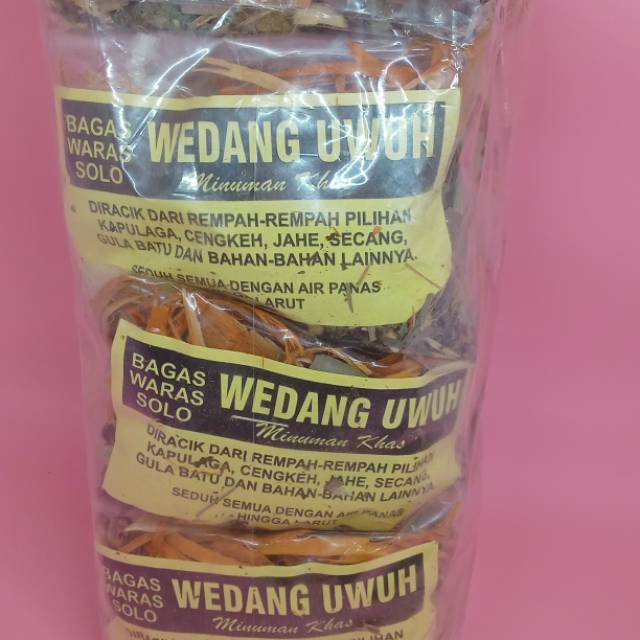 BAGAS WARAS SOLO
WEDANG UWUH
Minuman Khas
DIRACIK DARI REMPAH-REMPAH PILIHAN
KAPULAGA, CENGKEH, JAHE, SECANG,
GULA BATU DAN BAHAN-BAHAN LAINNYA.
SEDUH SEMUA DENGAN AIR PANAS
LARUT
BAGAS WARAS SOLO
WEDANG UWUH
Minuman Khas
DIRACIK DARI REMPAH-REMPAH PILIHAN
KAPULAGA, CENGKEH, JAHE, SECANG,
GULA BATU DAN BAHAN-BAHAN LAINNYA.
SEDUH SEMUA DENGAN AIR PANAS
HINGGA LARUT
BAGAS WARAS SOLO
WEDANG UWUH
Minuman Khas
PILIHAN